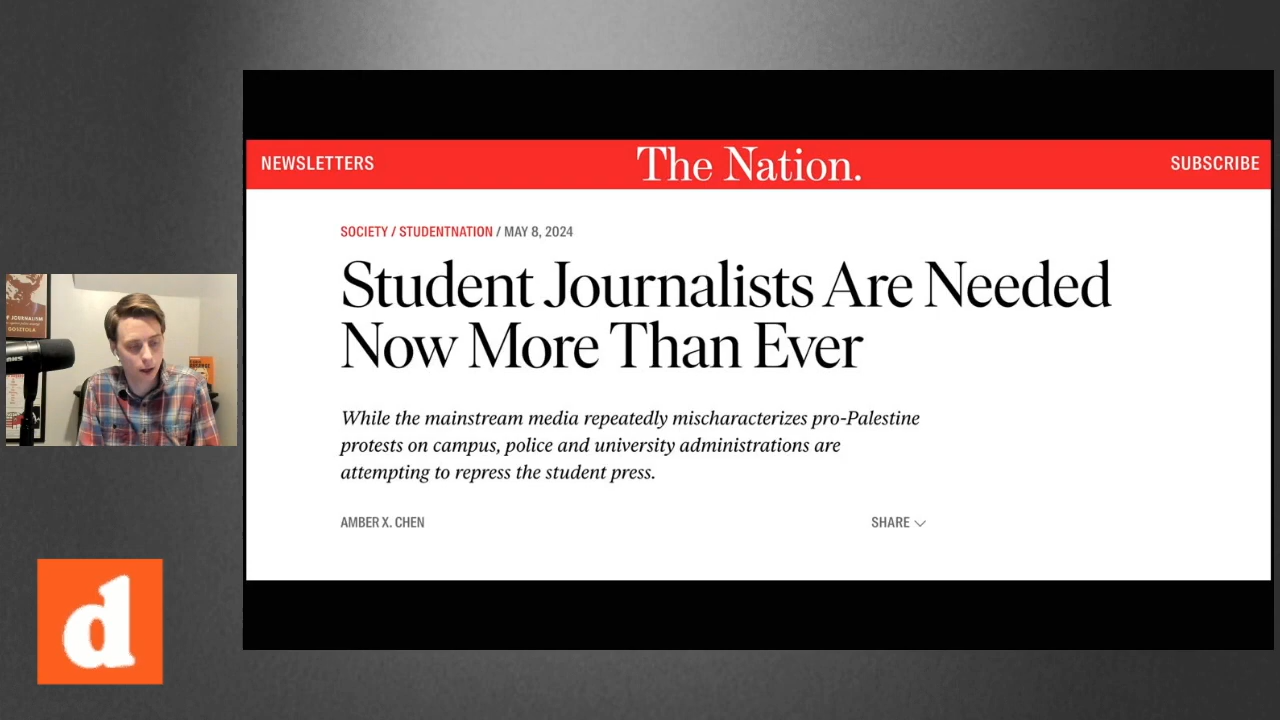 NEWSLETTERS
The Nation.
SUBSCRIBE
SOCIETY / STUDENTNATION / MAY 8, 2024
Student Journalists Are Needed
Now More Than Ever
While the mainstream media repeatedly mischaracterizes pro-Palestine
protests on campus, police and university administrations are
attempting to repress the student press.
AMBER X. CHEN
SHARE
JOURNALISM
GOSZTOLA
d